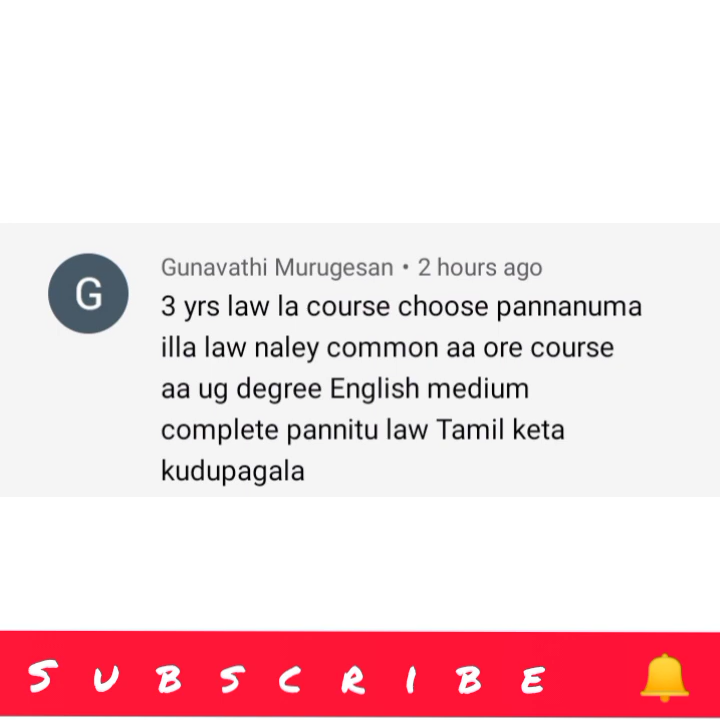 G
Gunavathi Murugesan • 2 hours ago
3 yrs law la course choose pannanuma
illa law naley common aa ore course
aa ug degree English medium
complete pannitu law Tamil keta
kudupagala
SUBSCRIBE